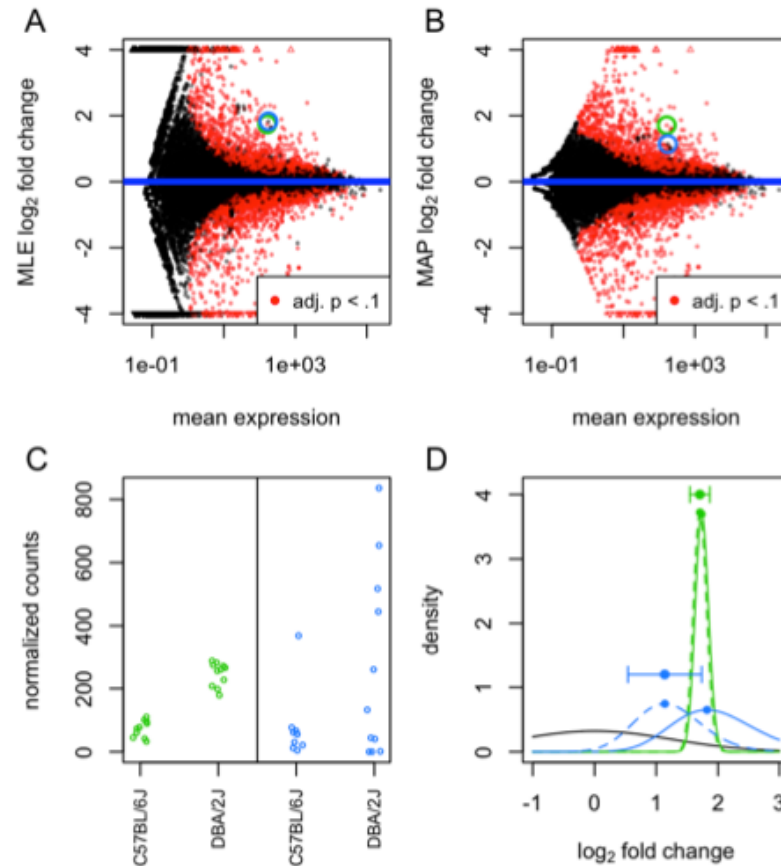 A
MLE log2 fold change
4
2
0
-2
-4
adj. p < .1
1e-01
1e+03
mean expression
B
MAP log2 fold change
4
2
0
-2
-4
adj. p < .1
1e-01
1e+03
mean expression
C
normalized counts
800
600
400
200
0
C57BL/6J
DBA/2J
C57BL/6J
DBA/2J
D
density
4
3
2
1
0
-1
0
1
2
3
log2 fold change